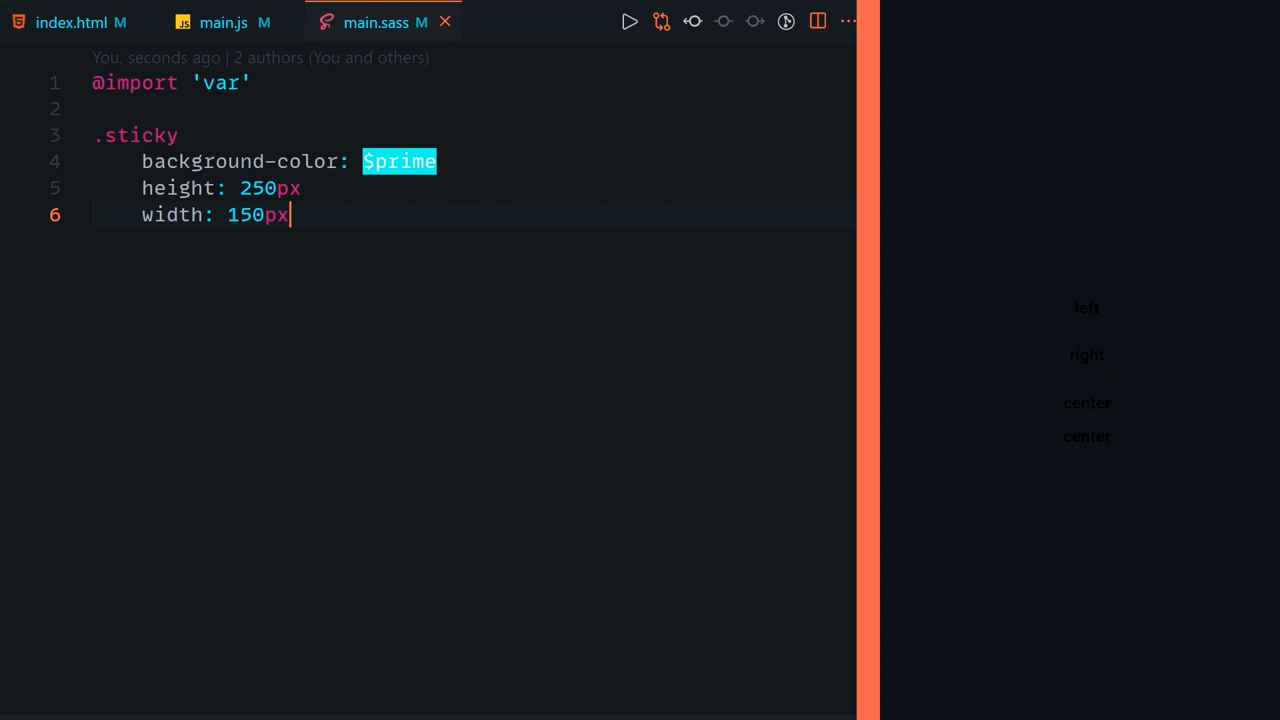 index.html M JS main.js M main.sass M
You, seconds ago | 2 authors (You and others)
1 @import 'var'
2
3 .sticky
4 background-color: $prime
5 height: 250px
6 width: 150px
left
right
center
center